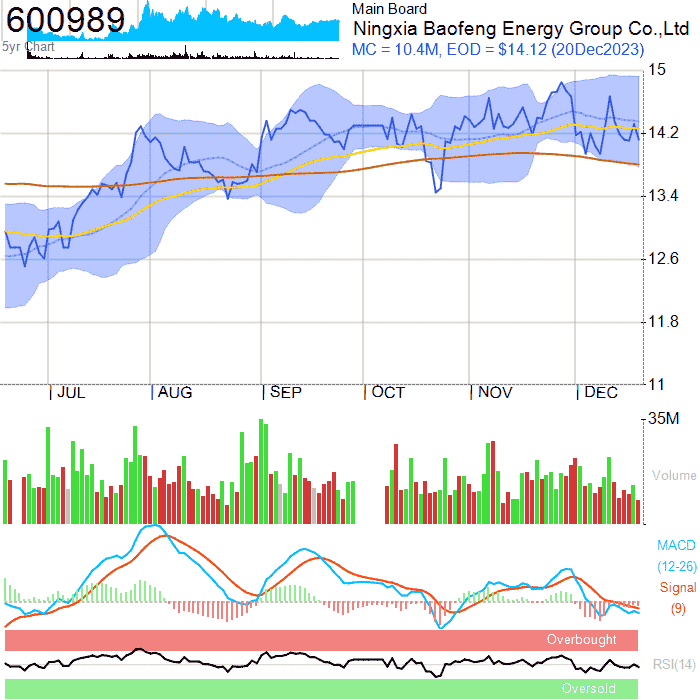 600989
5yr Chart
Main Board
Ningxia Baofeng Energy Group Co.,Ltd
MC = 10.4M, EOD = $14.12 (20Dec2023)
15
14.2
13.4
12.6
11.8
11
JUL AUG SEP OCT NOV DEC
35M
Volume
MACD
(12-26)
Signal
(9)
Overbought
RSI(14)
Oversold